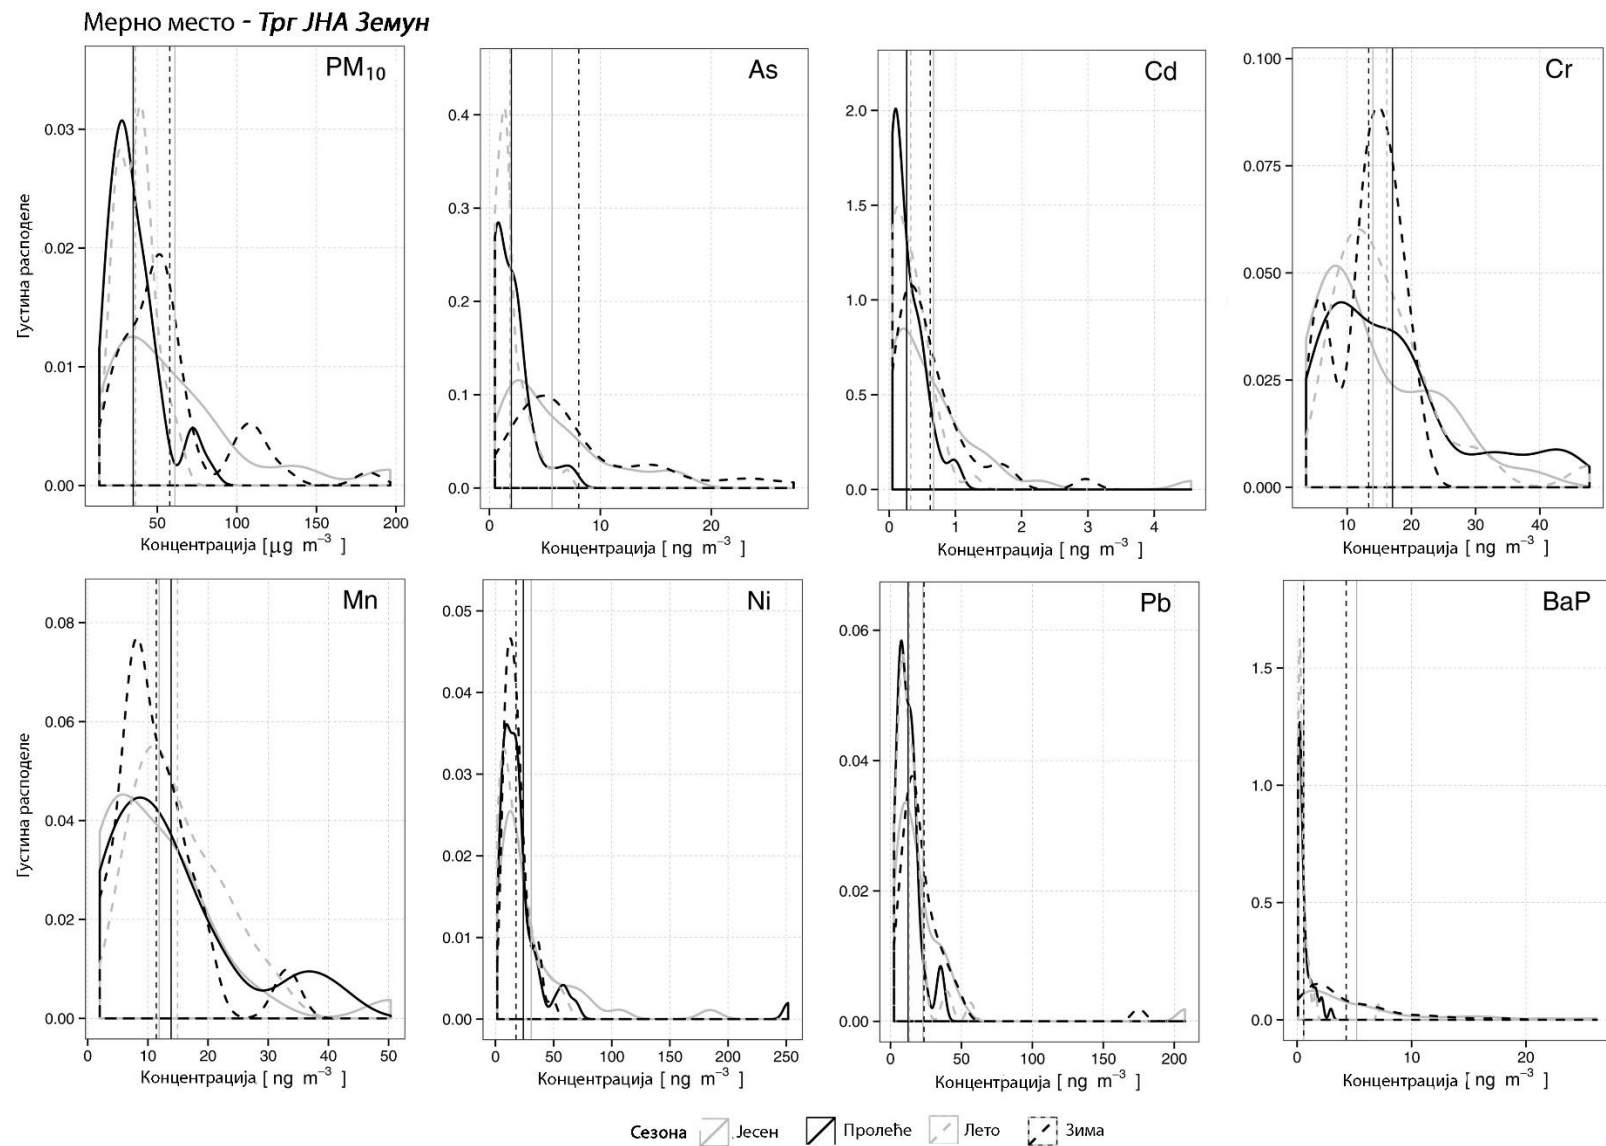 Мерно место - Трг ЈНА Земун
PM10
Густина расподеле
0.03
0.02
0.01
0.00
50 100 150 200
Концентрација [ µg m−3 ]
As
0.4
0.3
0.2
0.1
0.0
0 10 20
Концентрација [ ng m−3 ]
Cd
2.0
1.5
1.0
0.5
0.0
0 1 2 3 4
Концентрација [ ng m−3 ]
Cr
0.100
0.075
0.050
0.025
0.000
10 20 30 40
Концентрација [ ng m−3 ]
Mn
Густина расподеле
0.08
0.06
0.04
0.02
0.00
0 10 20 30 40 50
Концентрација [ ng m−3 ]
Ni
0.05
0.04
0.03
0.02
0.01
0.00
0 50 100 150 200 250
Концентрација [ ng m−3 ]
Pb
0.06
0.04
0.02
0.00
0 50 100 150 200
Концентрација [ ng m−3 ]
BaP
1.5
1.0
0.5
0.0
0 10 20
Концентрација [ ng m−3 ]
Сезона Јесен Пролеће Лето Зима